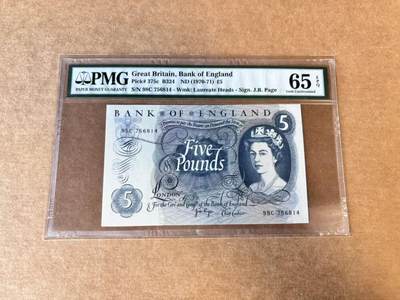 PMG
PAPER MONEY GUARANTY
Great Britain, Bank of England
Pick# 375c B324 ND (1970-71) £5
S/N 98C 756814 - Wmk: Laureate Heads - Sign. J.B. Page
65 EPQ
Gem Uncirculated
BANK OF ENGLAND
5
98C 756814
Five
Pounds
LONDON
For the Govr and Compa of the Bank of England
5
98C 756814
Chief Cashier